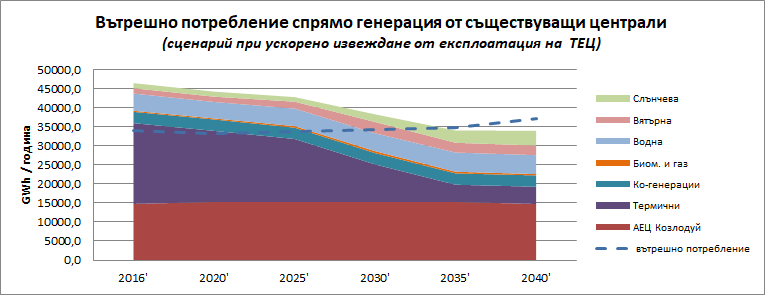 Вътрешно потребление спрямо генерация от съществуващи централи
(сценарий при ускорено извеждане от експлоатация на ТЕЦ)
GWh / година
50000,0
45000,0
40000,0
35000,0
30000,0
25000,0
20000,0
15000,0
10000,0
5000,0
0,0
2016'
2020'
2025'
2030'
2035'
2040'
Слънчева
Вятърна
Водна
Биом. и газ
Ко-генерации
Термични
АЕЦ Козлодуй
вътрешно потребление